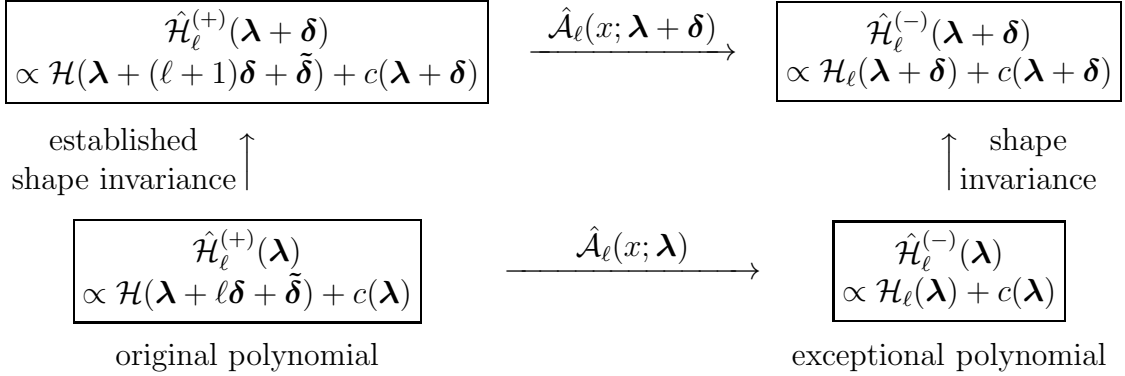 Ĥ_ℓ^(+)(λ + δ)
∝ H(λ + (ℓ + 1)δ + δ̃) + c(λ + δ)
Â_ℓ(x; λ + δ)
Ĥ_ℓ^(−)(λ + δ)
∝ H_ℓ(λ + δ) + c(λ + δ)
established
shape invariance
shape
invariance
Ĥ_ℓ^(+)(λ)
∝ H(λ + ℓδ + δ̃) + c(λ)
Â_ℓ(x; λ)
Ĥ_ℓ^(−)(λ)
∝ H_ℓ(λ) + c(λ)
original polynomial
exceptional polynomial